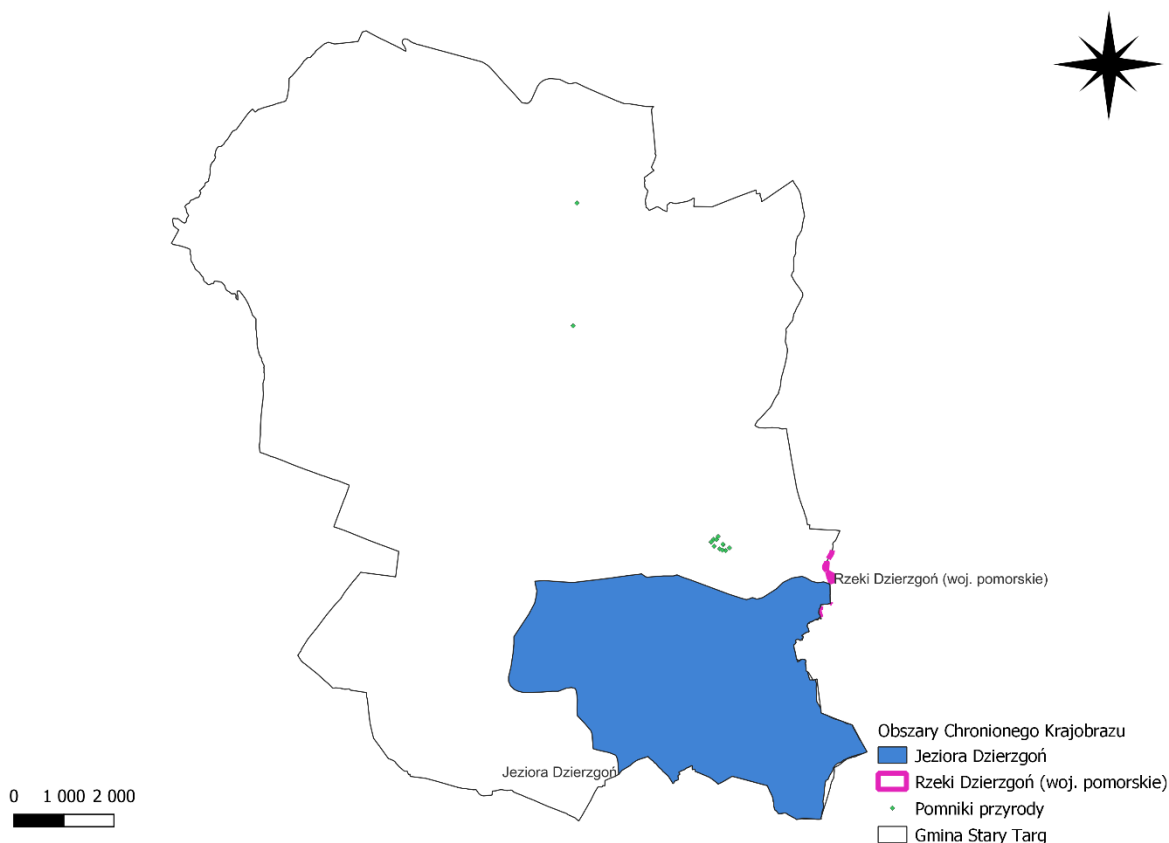 Rzeki Dzierzgoń (woj. pomorskie)
Jeziora Dzierzgoń
0 1 000 2 000
Obszary Chronionego Krajobrazu
Jeziora Dzierzgoń
Rzeki Dzierzgoń (woj. pomorskie)
Pomniki przyrody
Gmina Stary Targ